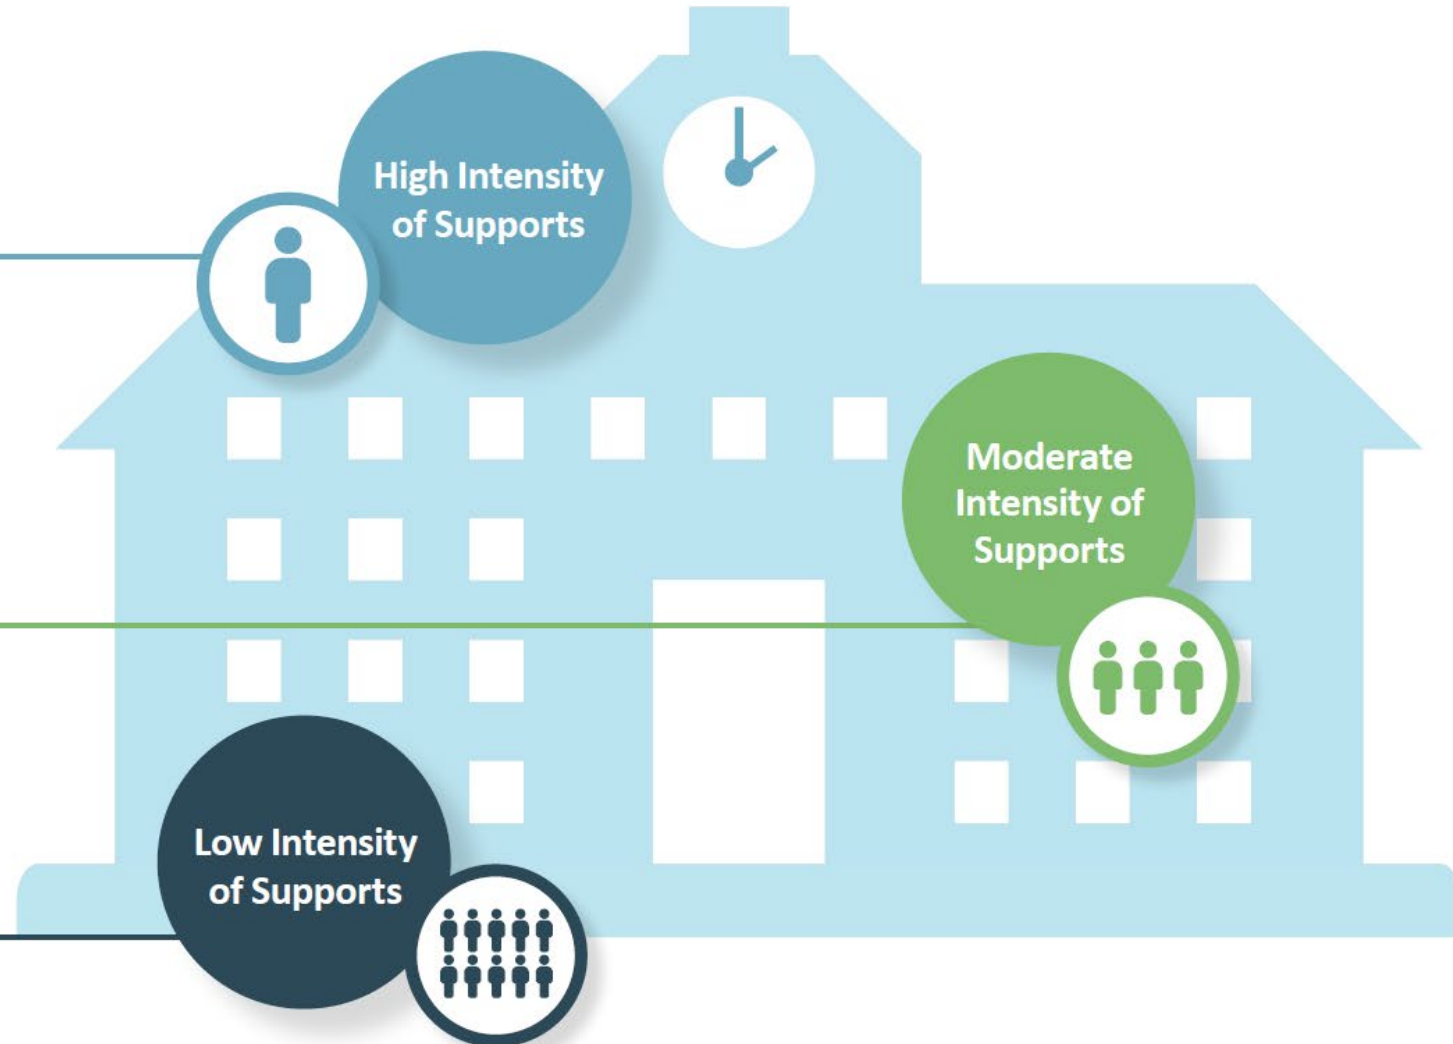 High Intensity
of Supports
Moderate
Intensity of
Supports
Low Intensity
of Supports